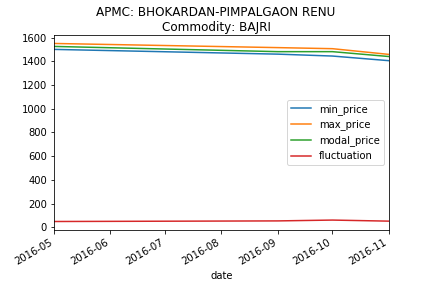 APMC: BHOKARDAN-PIMPALGAON RENU
Commodity: BAJRI
1600
1400
1200
1000
800
600
400
200
0
min_price
max_price
modal_price
fluctuation
2016-05
2016-06
2016-07
2016-08
2016-09
2016-10
2016-11
date